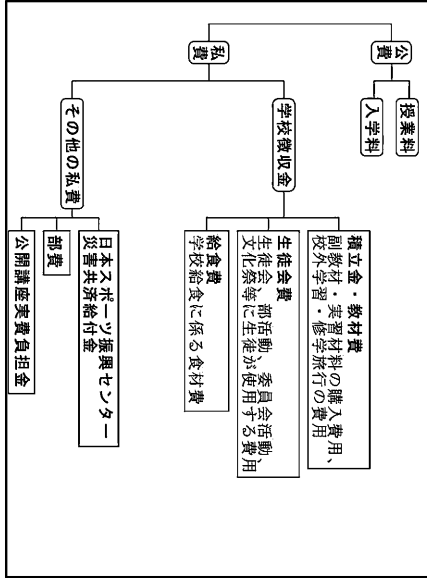 公費
授業料
入学料
私費
学校徴収金
積立金・教材費
副教材・実習材料の購入費用、
校外学習・修学旅行の費用
生徒会費
生徒会、部活動、委員会活動、
文化祭等に生徒が使用する費用
給食費
学校給食に係る食材費
その他の私費
日本スポーツ振興センター
災害共済給付金
部費
公開講座実費負担金